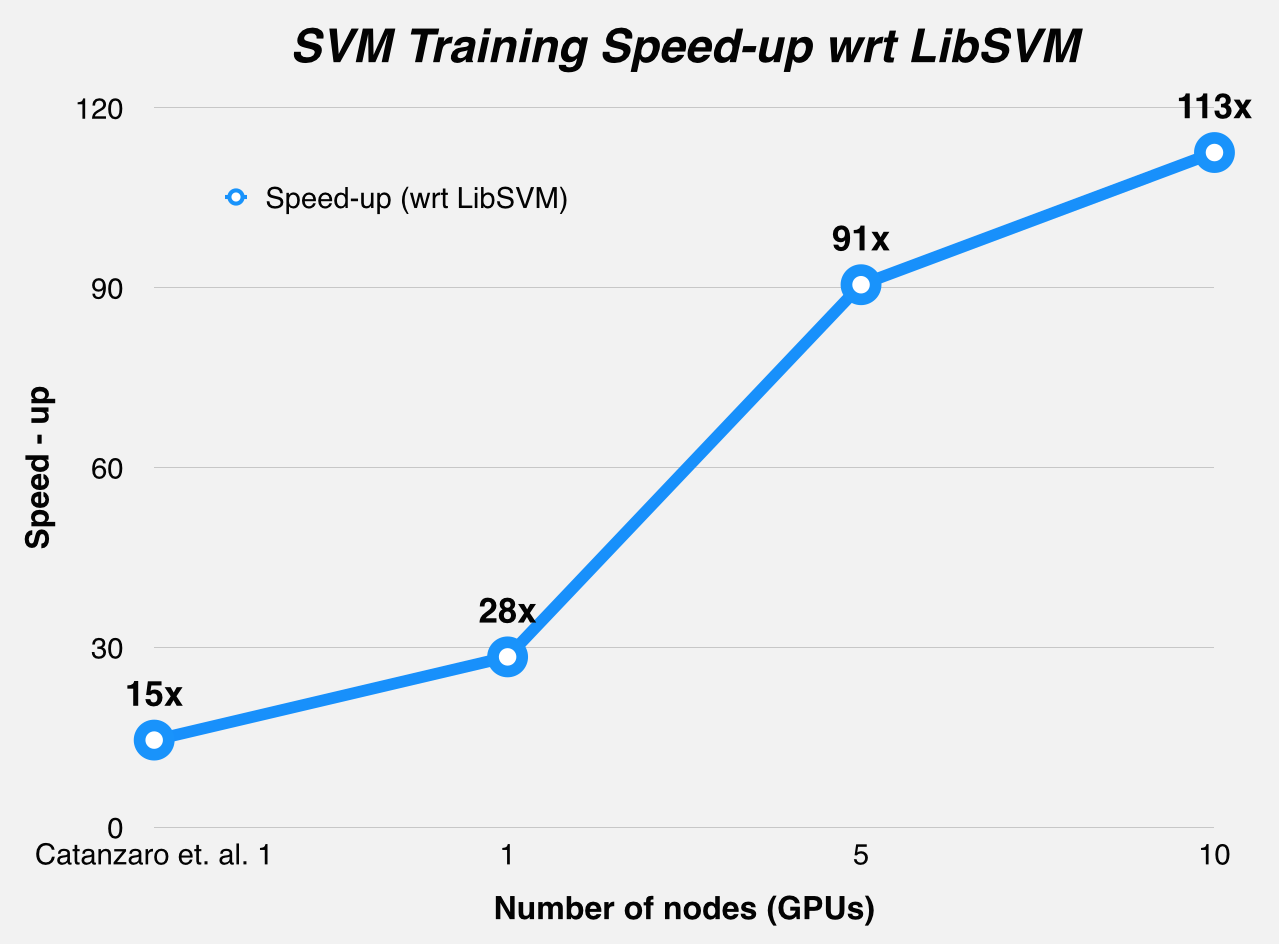 SVM Training Speed-up wrt LibSVM
120
113x
Speed-up (wrt LibSVM)
91x
90
Speed - up
60
28x
30
15x
0
Catanzaro et. al. 1
1
5
10
Number of nodes (GPUs)